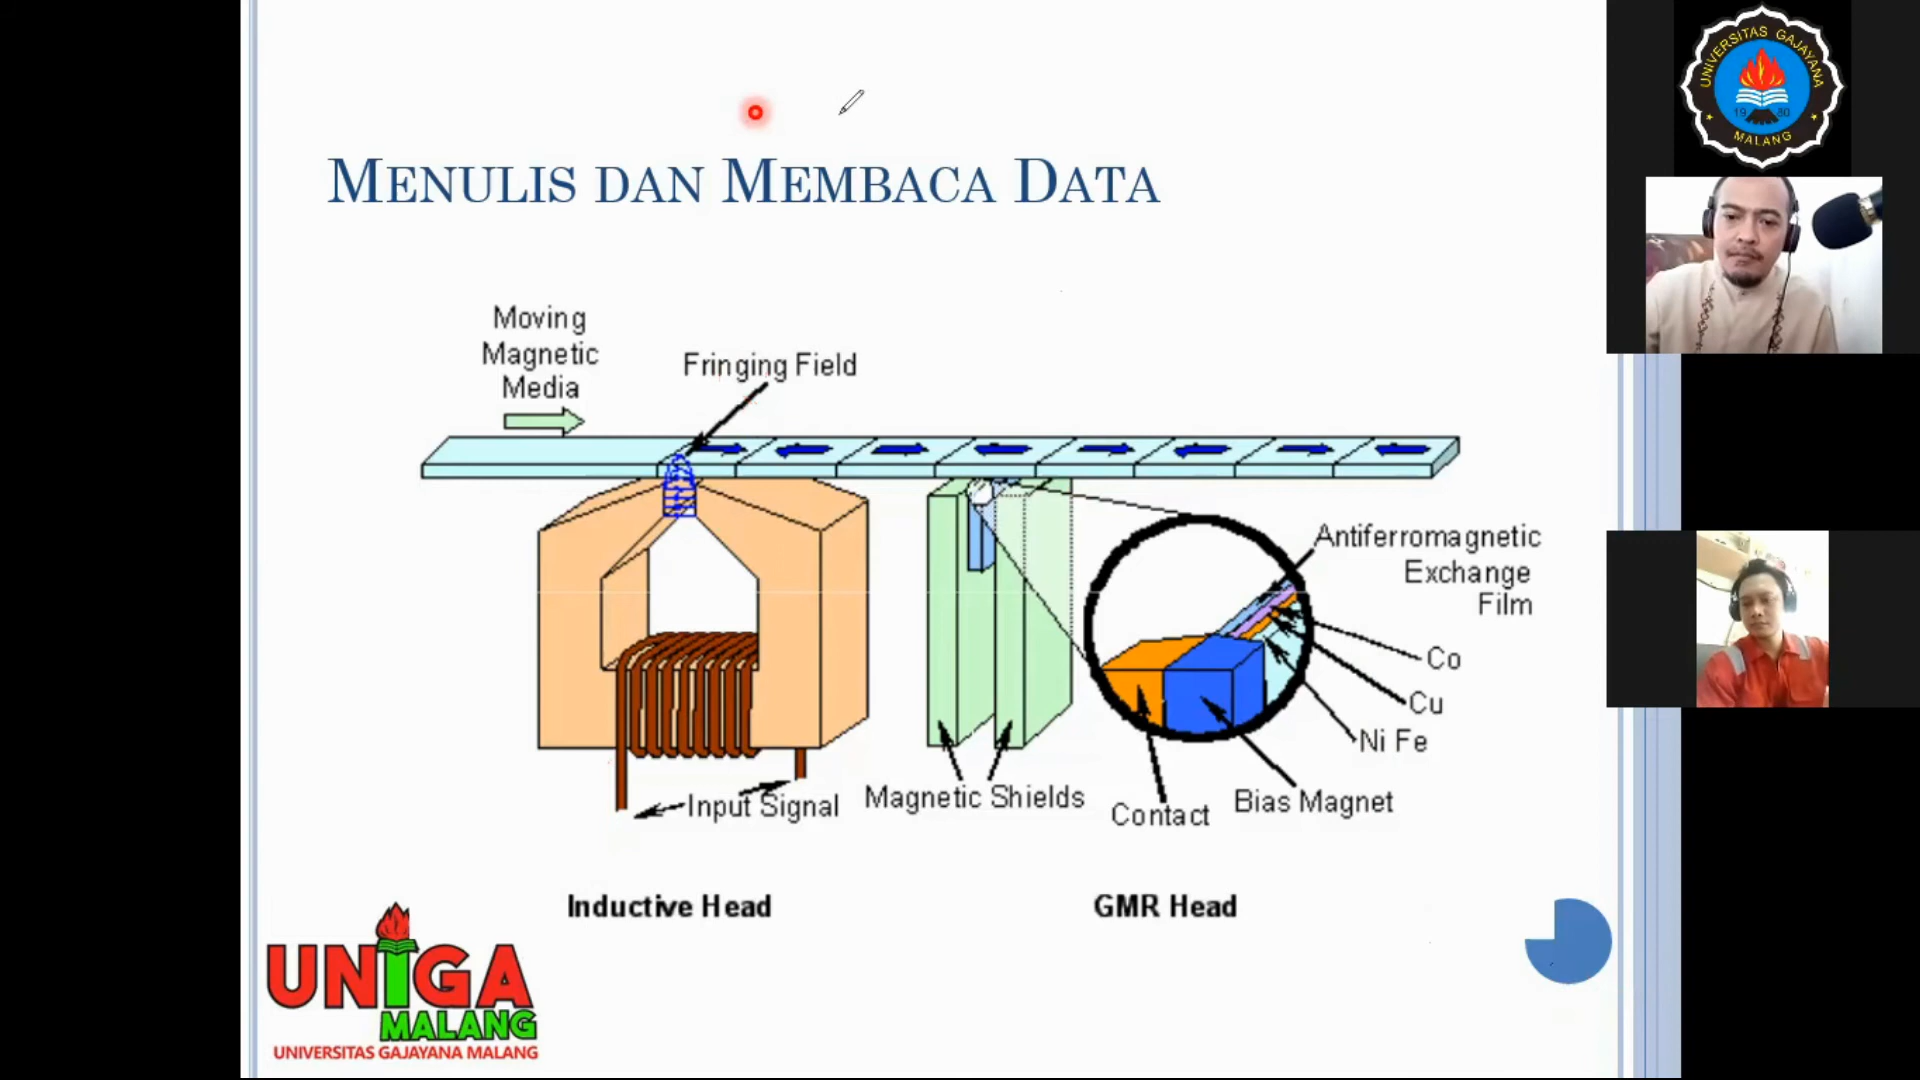 MENULIS DAN MEMBACA DATA
Moving
Magnetic
Media
Fringing Field
Antiferromagnetic
Exchange
Film
Co
Cu
Ni Fe
Input Signal
Magnetic Shields
Contact
Bias Magnet
Inductive Head
GMR Head
UNIGA
MALANG
UNIVERSITAS GAJAYANA MALANG
UNIVERSITAS GAJAYANA
19 80
MALANG